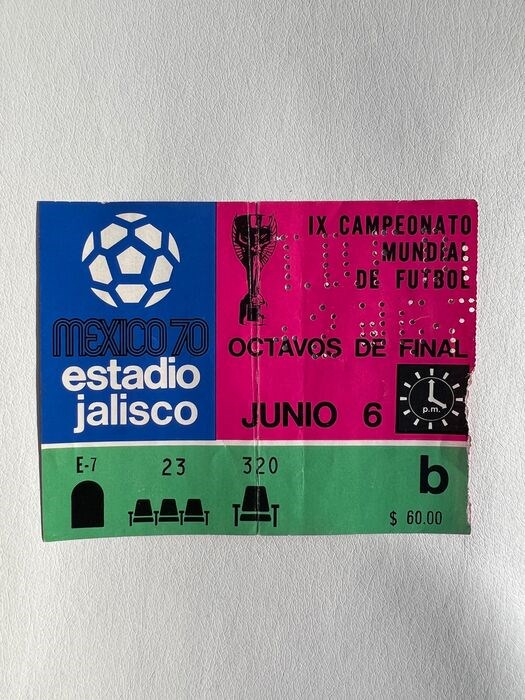 MEXICO 70
estadio
jalisco
IX CAMPEONATO
MUNDIAL
DE FUTBOL
OCTAVOS DE FINAL
JUNIO 6
p.m.
E-7
23
320
b
$ 60.00